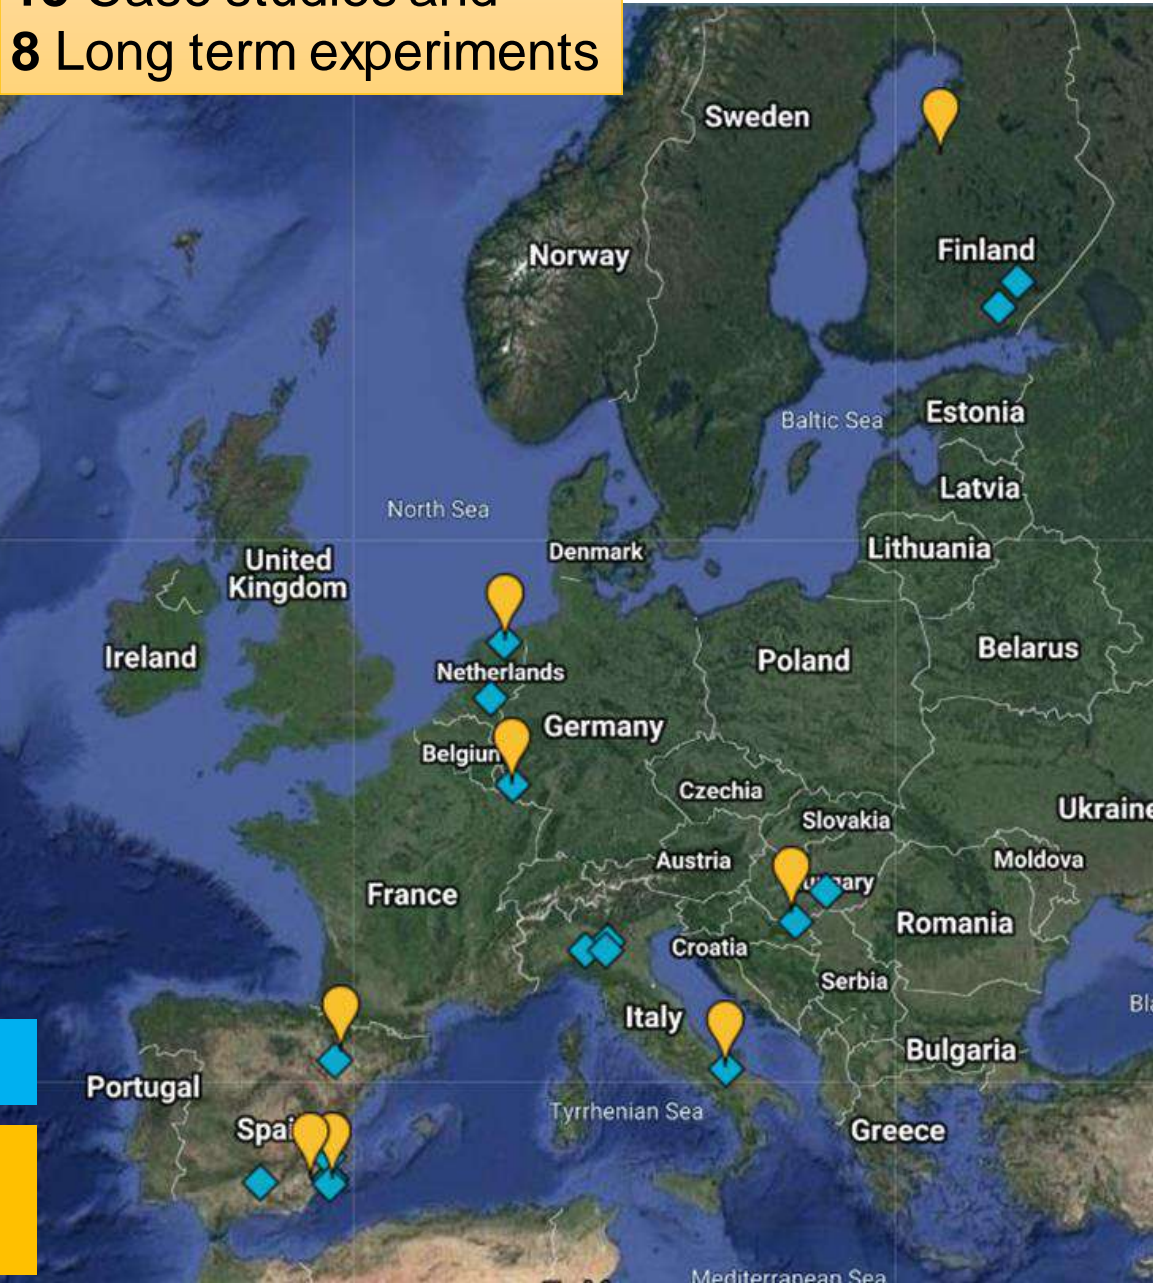 8 Long term experiments
Sweden
Norway
Finland
Estonia
Baltic Sea
Latvia
North Sea
Denmark
Lithuania
United
Kingdom
Ireland
Belarus
Poland
Netherlands
Germany
Belgium
Czechia
Ukraine
Slovakia
Austria
Moldova
France
Romania
Croatia
Serbia
Italy
Bulgaria
Portugal
Tyrrhenian Sea
Spai
Greece
Mediterranean Sea